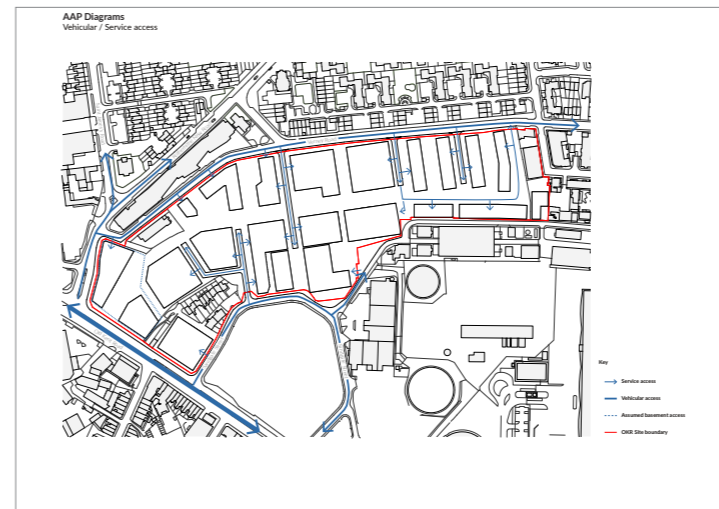 AAP Diagrams
Vehicular / Service access
Key
Service access
Vehicular access
Assumed basement access
OKR Site boundary